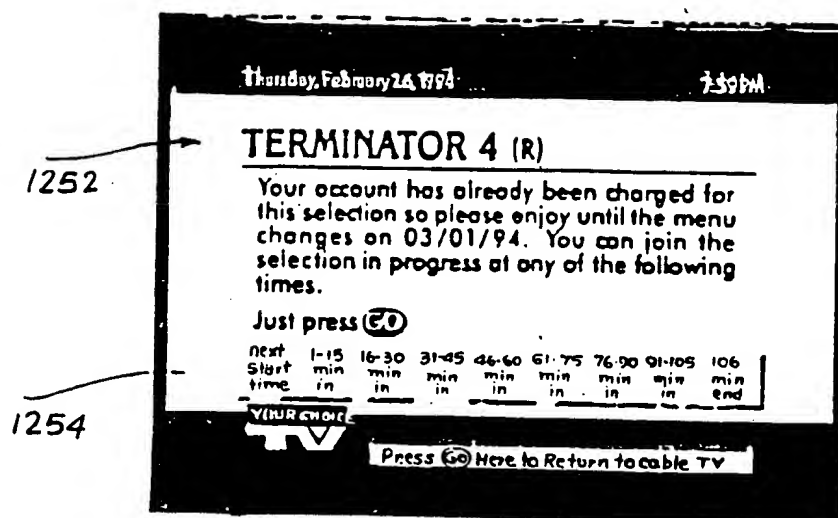 Thursday, February 26, 1994 7:59 PM
TERMINATOR 4 (R)
1252
Your account has already been charged for
this selection so please enjoy until the menu
changes on 03/01/94. You can join the
selection in progress at any of the following
times.
Just press GO
next 1-15 16-30 31-45 46-60 61-75 76-90 91-105 106
start min min min min min min min min
time in in in in in in in end
1254
YOUR CHOICE
TV
Press GO Here to Return to cable TV